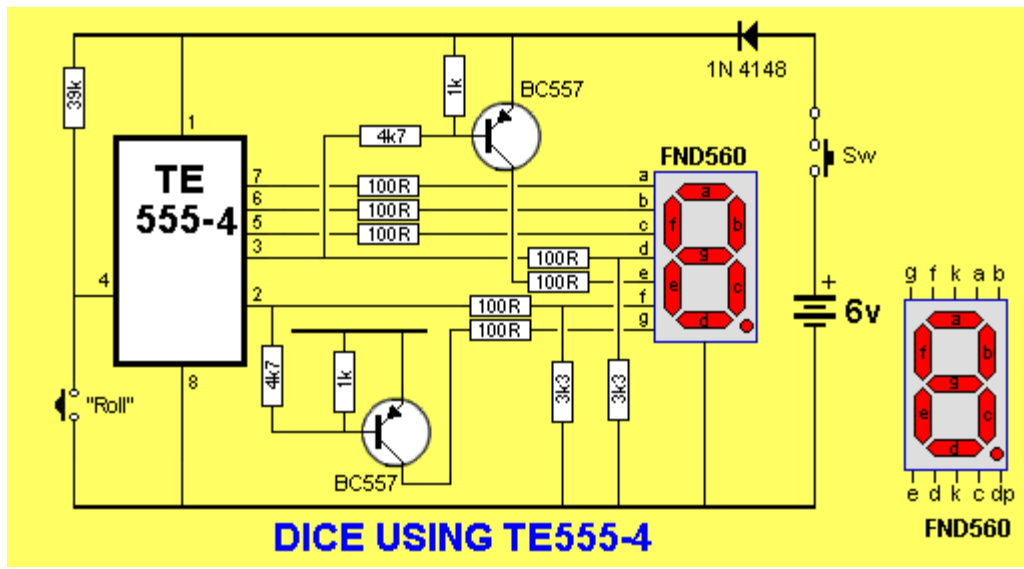 1N 4148
39k
1k
BC557
4k7
1
TE
555-4
7
6
5
3
4
2
8
100R
100R
100R
100R
100R
100R
100R
FND560
a
b
c
d
e
f
g
a
f
b
g
e
c
d
Sw
+
6v
"Roll"
4k7
1k
BC557
3k3
3k3
g f k a b
a
f
b
g
e
c
d
e d k c dp
FND560
DICE USING TE555-4